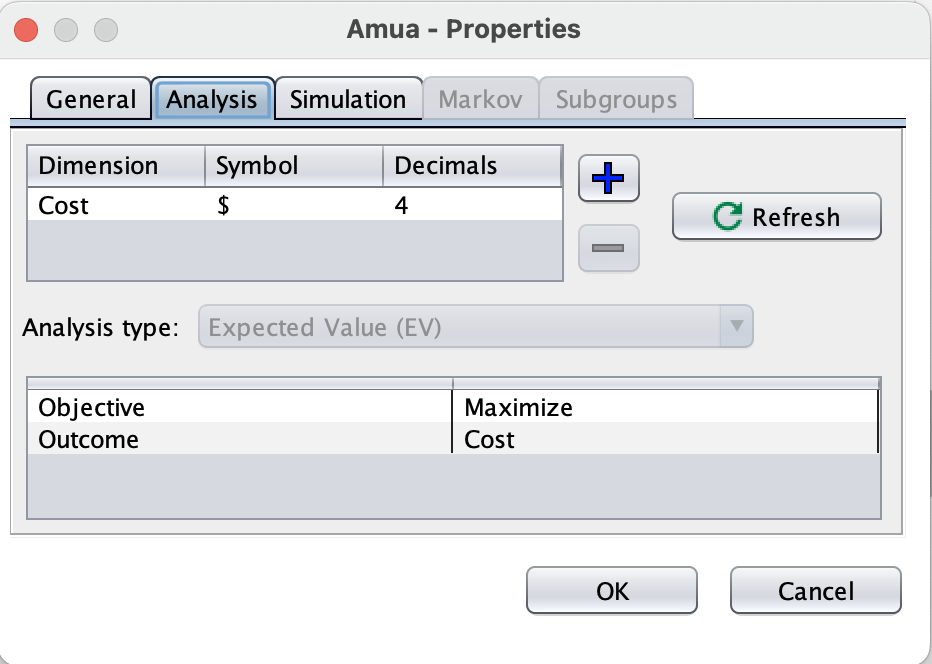 Amua - Properties
General Analysis Simulation Markov Subgroups
Dimension Symbol Decimals
Cost $ 4
Refresh
Analysis type: Expected Value (EV)
Objective Maximize
Outcome Cost
OK Cancel